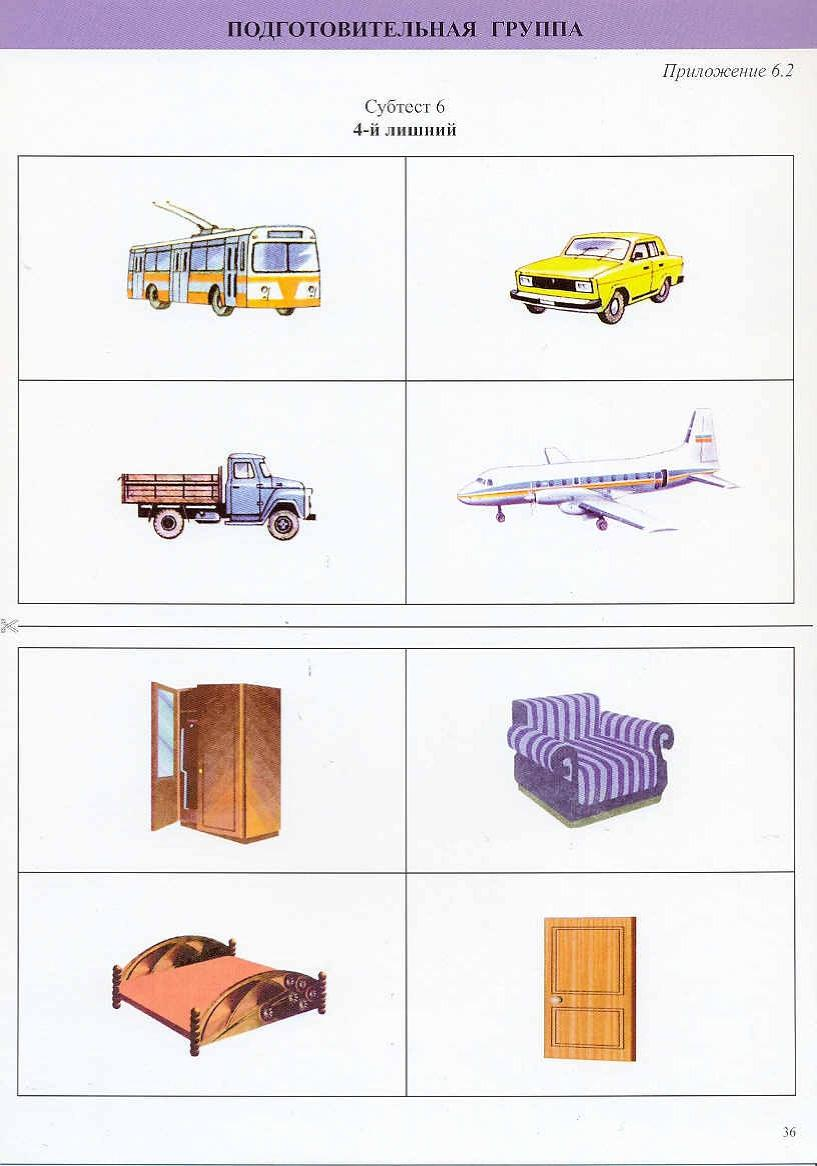 ПОДГОТОВИТЕЛЬНАЯ ГРУППА
Приложение 6.2
Субтест 6
4-й лишний
36